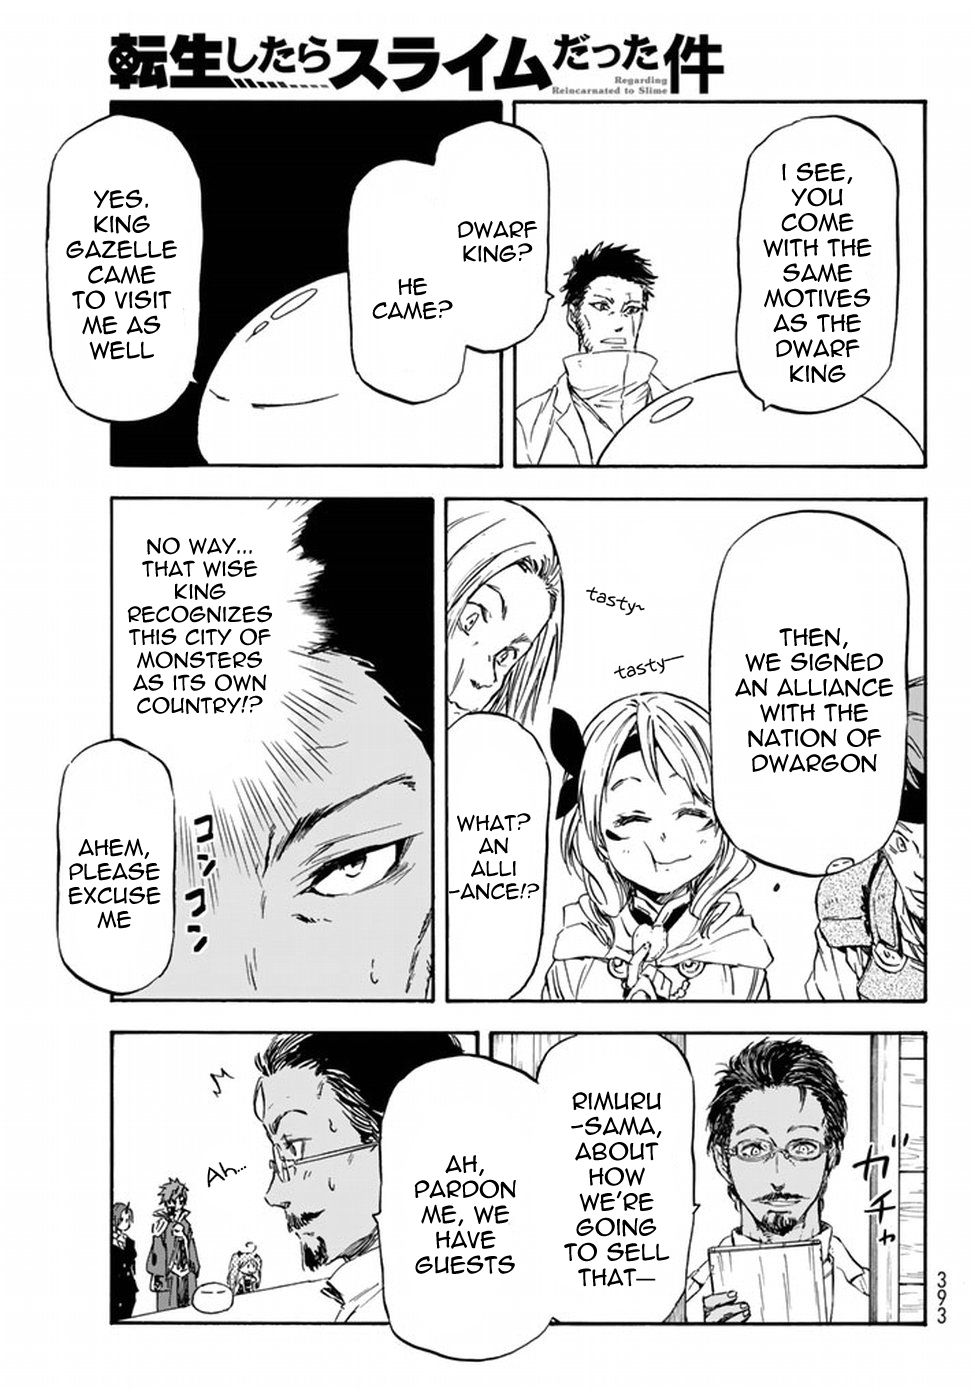 転生したらスライムだった件
Regarding
Reincarnated to Slime
I SEE,
YOU
COME
WITH THE
SAME
MOTIVES
AS THE
DWARF
KING
DWARF
KING?
HE
CAME?
YES.
KING
GAZELLE
CAME
TO VISIT
ME AS
WELL
THEN,
WE SIGNED
AN ALLIANCE
WITH THE
NATION OF
DWARGON
tasty~
tasty—
WHAT?
AN
ALLI
-ANCE!?
NO WAY...
THAT WISE
KING
RECOGNIZES
THIS CITY OF
MONSTERS
AS ITS OWN
COUNTRY!?
コンコン
AHEM,
PLEASE
EXCUSE
ME
ガチャ
RIMURU
-SAMA,
ABOUT
HOW
WE'RE
GOING
TO SELL
THAT—
AH,
PARDON
ME, WE
HAVE
GUESTS
Ah...
393